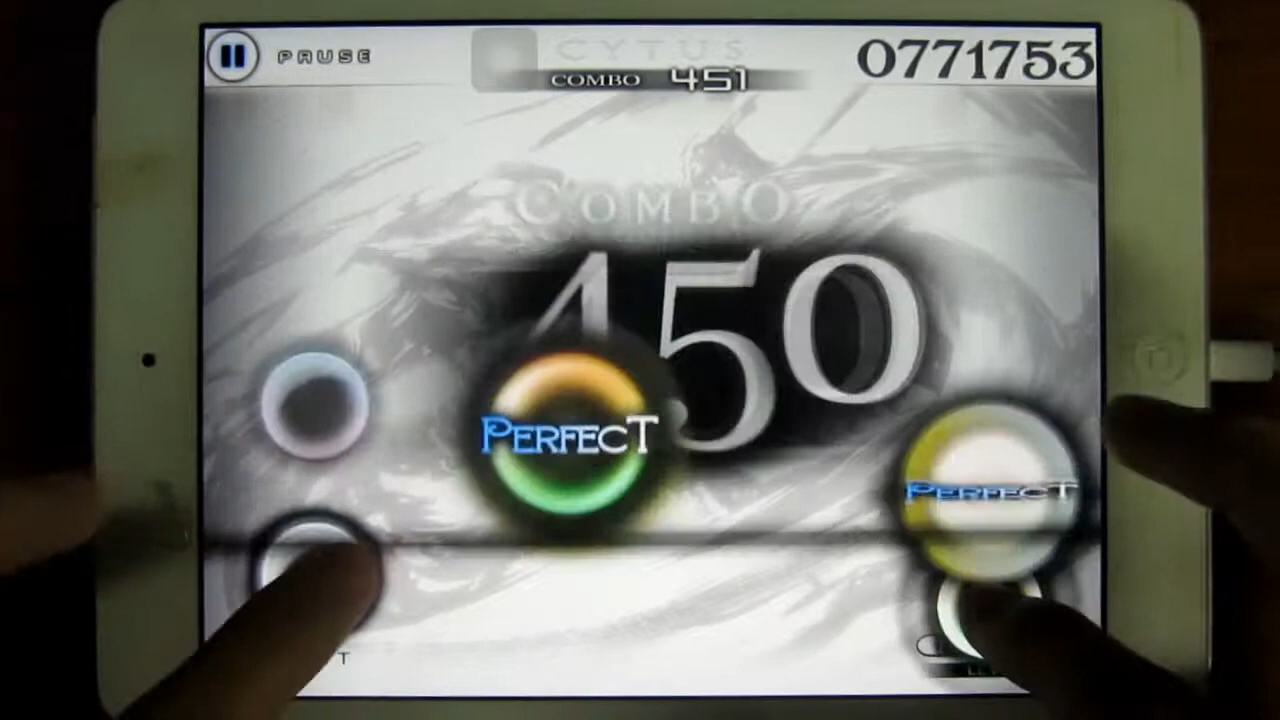 PAUSE
CYTUS
0771753
COMBO 451
COMBO
450
PERFECT
PERFECT